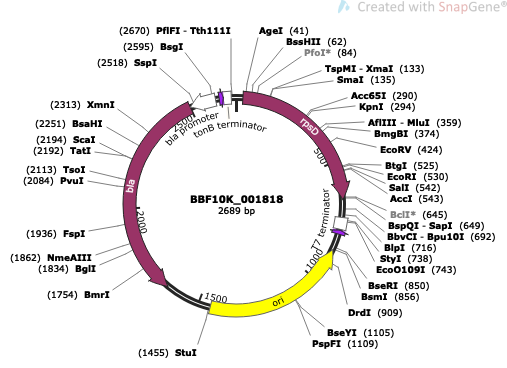 Created with SnapGene®
(2670) PflFI - Tth111I
(2595) BsgI
(2518) SspI
(2313) XmnI
(2251) BsaHI
(2194) ScaI
(2192) TatI
(2113) TsoI
(2084) PvuI
(1936) FspI
(1862) NmeAIII
(1834) BglI
(1754) BmrI
(1455) StuI
AgeI (41)
BssHII (62)
PfoI* (84)
TspMI - XmaI (133)
SmaI (135)
Acc65I (290)
KpnI (294)
AflIII - MluI (359)
BmgBI (374)
EcoRV (424)
BtgI (525)
EcoRI (530)
SalI (542)
AccI (543)
BclI* (645)
BspQI - SapI (649)
BbvCI - Bpu10I (692)
BlpI (716)
StyI (738)
EcoO109I (743)
BseRI (850)
BsmI (856)
DrdI (909)
BseYI (1105)
PspFI (1109)
bla promoter
tonB terminator
rpsD
T7 terminator
ori
bla
500
1000
1500
2000
2500
BBF10K_001818
2689 bp